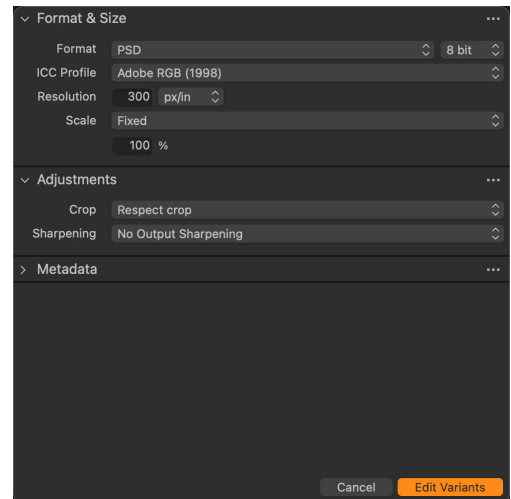 Format & Size
Format PSD 8 bit
ICC Profile Adobe RGB (1998)
Resolution 300 px/in
Scale Fixed
100 %
Adjustments
Crop Respect crop
Sharpening No Output Sharpening
Metadata
Cancel Edit Variants